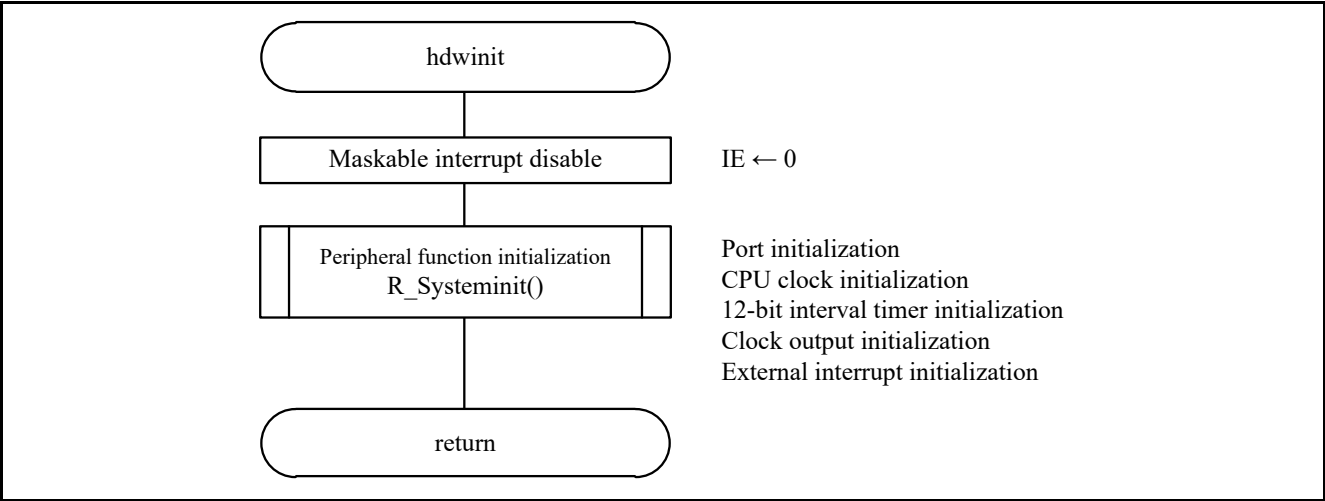 hdwinit
Maskable interrupt disable
IE ← 0
Peripheral function initialization
R_Systeminit()
Port initialization
CPU clock initialization
12-bit interval timer initialization
Clock output initialization
External interrupt initialization
return